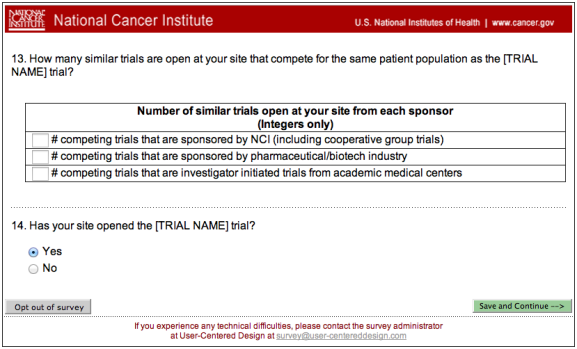 NATIONAL CANCER INSTITUTE
National Cancer Institute
U.S. National Institutes of Health | www.cancer.gov
13. How many similar trials are open at your site that compete for the same patient population as the [TRIAL
NAME] trial?
Number of similar trials open at your site from each sponsor
(Integers only)
# competing trials that are sponsored by NCI (including cooperative group trials)
# competing trials that are sponsored by pharmaceutical/biotech industry
# competing trials that are investigator initiated trials from academic medical centers
14. Has your site opened the [TRIAL NAME] trial?
Yes
No
Opt out of survey
Save and Continue -->
If you experience any technical difficulties, please contact the survey administrator
at User-Centered Design at survey@user-centereddesign.com